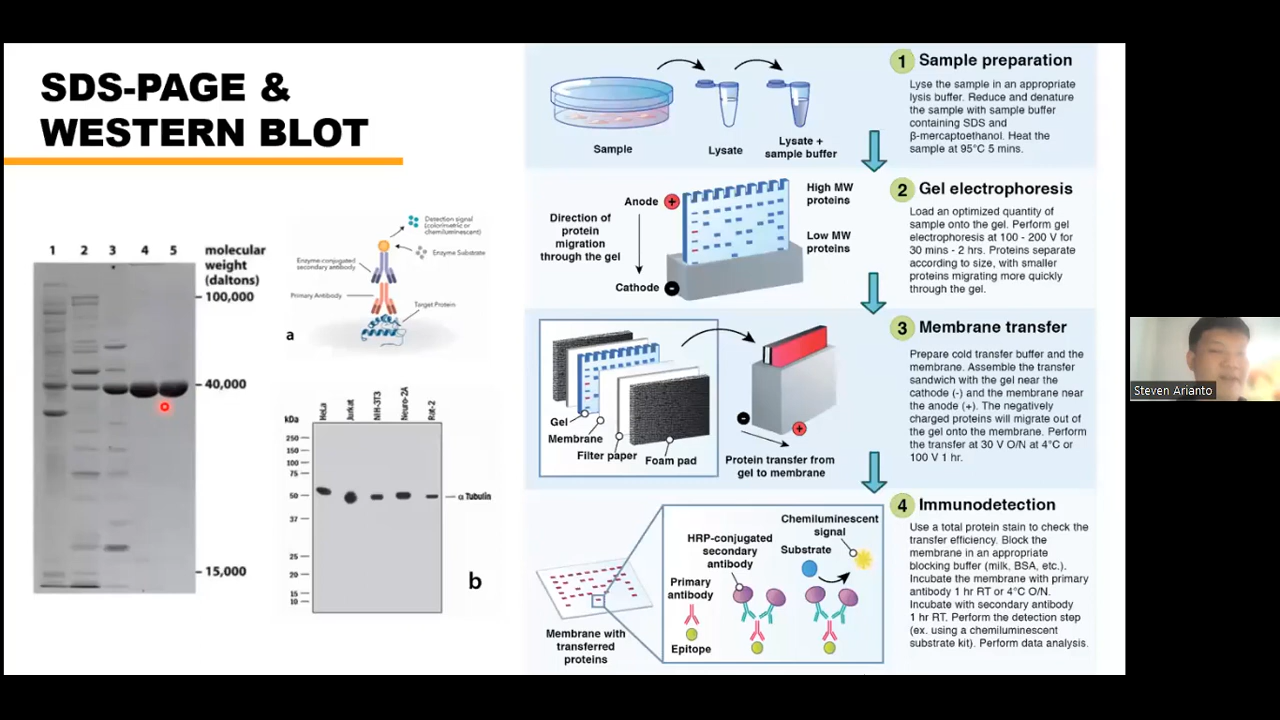 SDS-PAGE &
WESTERN BLOT
1 2 3 4 5
molecular
weight
(daltons)
100,000
40,000
15,000
Detection signal
(colorimetric or
chemiluminescent)
Enzyme Substrate
Enzyme-conjugated
secondary antibody
Primary Antibody
Target Protein
a
HeLa
Jurkat
NIH-3T3
Neuro-2A
Rat-2
kDa
250
150
100
75
50
37
25
20
15
10
α Tubulin
b
Sample
Lysate
Lysate +
sample buffer
1 Sample preparation
Lyse the sample in an appropriate
lysis buffer. Reduce and denature
the sample with sample buffer
containing SDS and
β-mercaptoethanol. Heat the
sample at 95°C 5 mins.
Anode +
Direction of
protein
migration
through the gel
Cathode -
High MW
proteins
Low MW
proteins
2 Gel electrophoresis
Load an optimized quantity of
sample onto the gel. Perform gel
electrophoresis at 100 - 200 V for
30 mins - 2 hrs. Proteins separate
according to size, with smaller
proteins migrating more quickly
through the gel.
Gel
Membrane
Filter paper
Foam pad
-
+
Protein transfer from
gel to membrane
3 Membrane transfer
Prepare cold transfer buffer and the
membrane. Assemble the transfer
sandwich with the gel near the
cathode (-) and the membrane near
the anode (+). The negatively
charged proteins will migrate out of
the gel onto the membrane. Perform
the transfer at 30 V O/N at 4°C or
100 V 1 hr.
Membrane with
transferred
proteins
Primary
antibody
Epitope
HRP-conjugated
secondary
antibody
Substrate
Chemiluminescent
signal
4 Immunodetection
Use a total protein stain to check the
transfer efficiency. Block the
membrane in an appropriate
blocking buffer (milk, BSA, etc.).
Incubate the membrane with primary
antibody 1 hr RT or 4°C O/N.
Incubate with secondary antibody
1 hr RT. Perform the detection step
(ex. using a chemiluminescent
substrate kit). Perform data analysis.
Steven Arianto